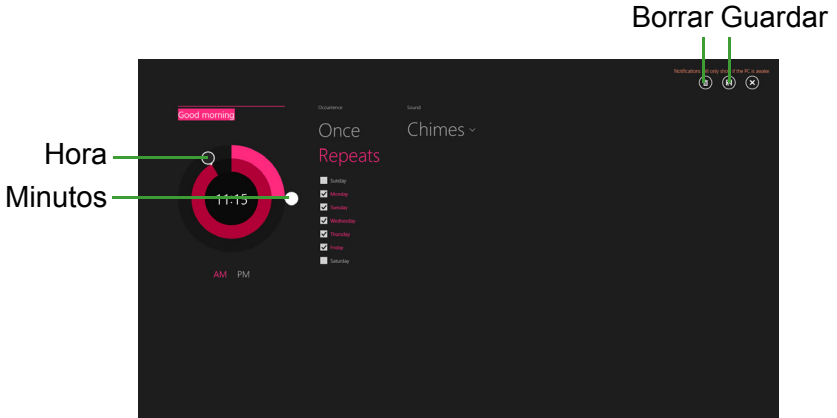 Borrar Guardar
Notifications will only show if the PC is awake.
Good morning
Occurrence
Sound
Once
Chimes
Repeats
Hora
Minutos
11:15
Sunday
Monday
Tuesday
Wednesday
Thursday
Friday
Saturday
AM PM